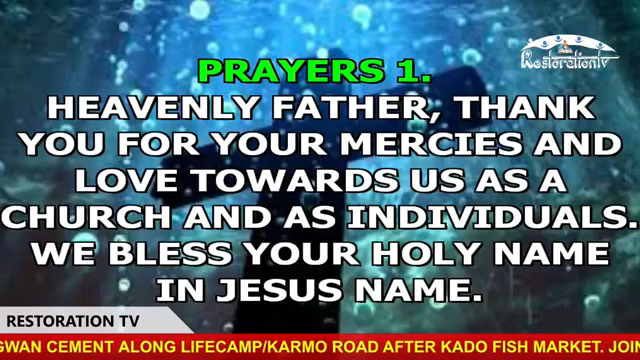 Restorationtv
PRAYERS 1.
HEAVENLY FATHER, THANK
YOU FOR YOUR MERCIES AND
LOVE TOWARDS US AS A
CHURCH AND AS INDIVIDUALS.
WE BLESS YOUR HOLY NAME
IN JESUS NAME.
RESTORATION TV
GWAN CEMENT ALONG LIFECAMP/KARMO ROAD AFTER KADO FISH MARKET. JOIN